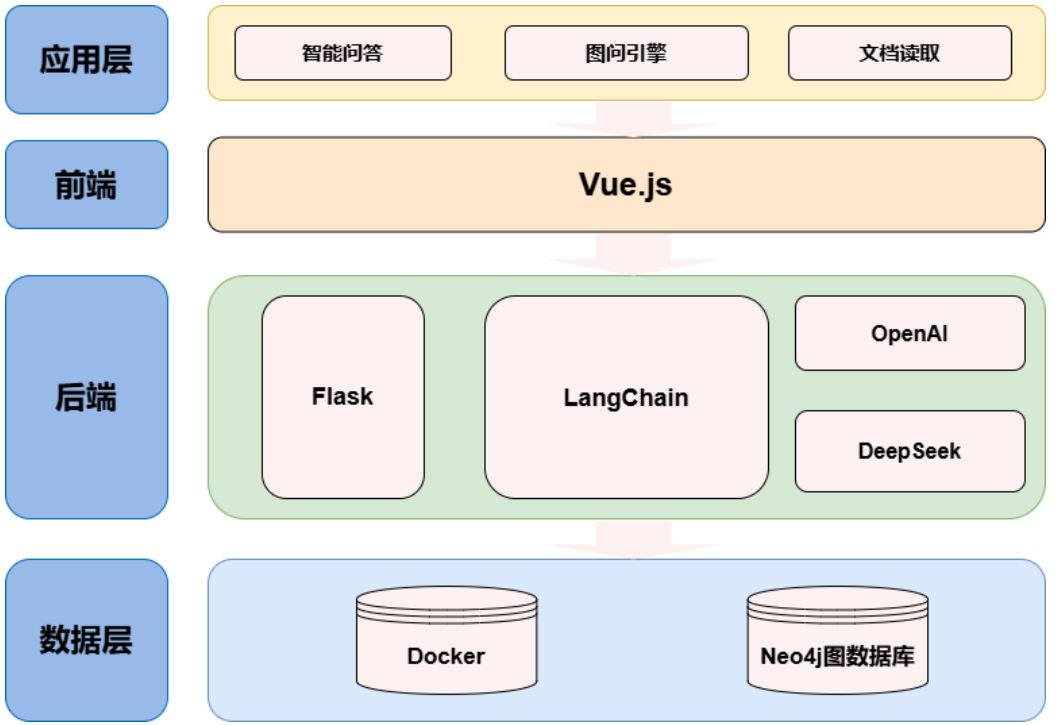 应用层
智能问答
图问引擎
文档读取
前端
Vue.js
后端
Flask
LangChain
OpenAI
DeepSeek
数据层
Docker
Neo4j图数据库